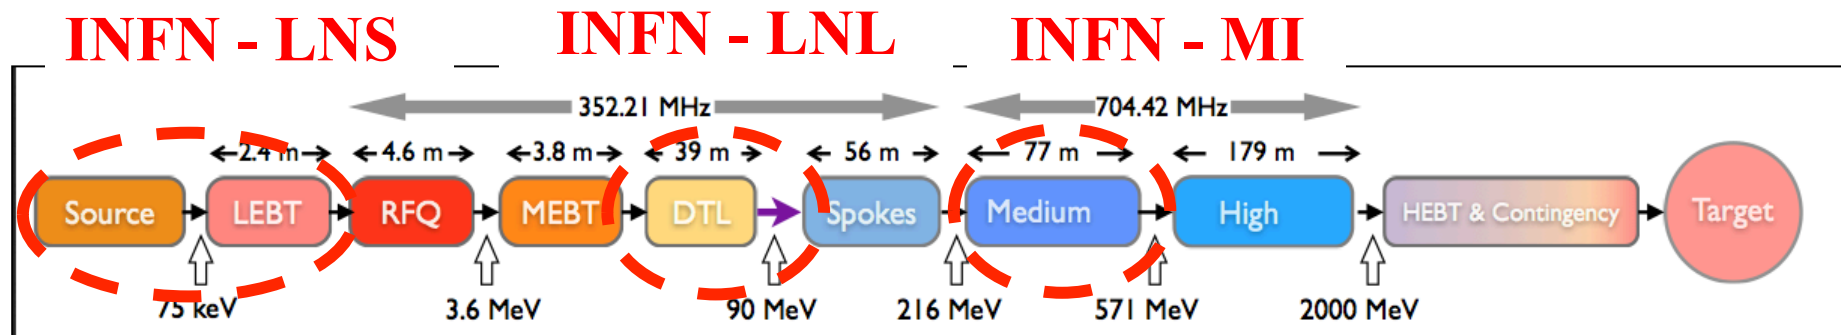 INFN - LNS INFN - LNL INFN - MI
352.21 MHz 704.42 MHz
2.4 m 4.6 m 3.8 m 39 m 56 m 77 m 179 m
Source LEBT RFQ MEBT DTL Spokes Medium High HEBT & Contingency Target
75 keV 3.6 MeV 90 MeV 216 MeV 571 MeV 2000 MeV